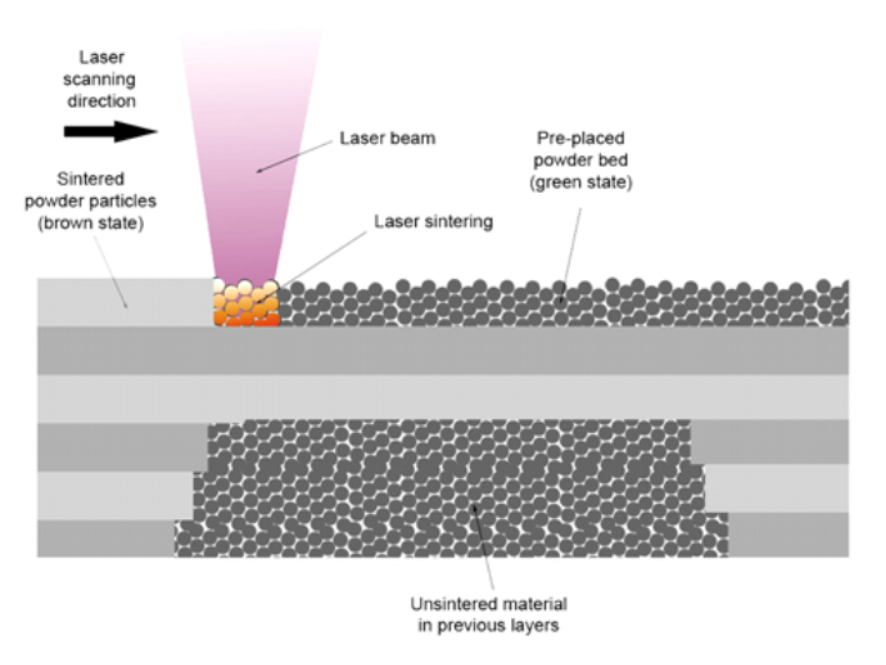 Laser
scanning
direction
Laser beam
Pre-placed
powder bed
(green state)
Sintered
powder particles
(brown state)
Laser sintering
Unsintered material
in previous layers